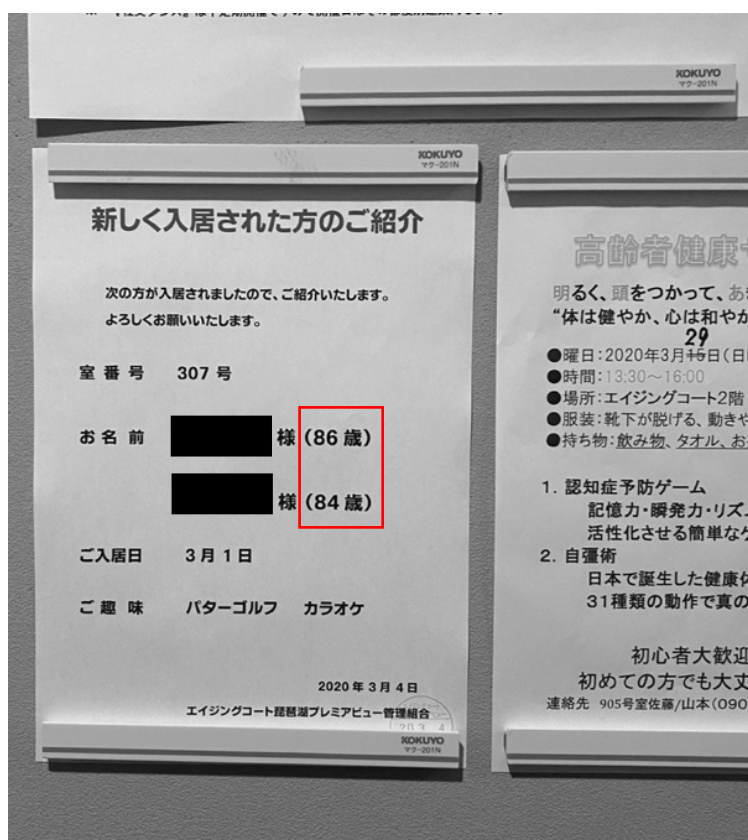 KOKUYO
マク-201N
KOKUYO
マク-201N
新しく入居された方のご紹介
次の方が入居されましたので、ご紹介いたします。
よろしくお願いいたします。
室番号 307号
お名前 様(86歳)
様(84歳)
ご入居日 3月1日
ご趣味 パターゴルフ カラオケ
2020年3月4日
エイジングコート琵琶湖プレミアビュー管理組合
20.3.4
KOKUYO
マク-201N
高齢者健康
明るく、頭をつかって、
“体は健やか、心は和やか
29
●曜日:2020年3月15日(日
●時間:13:30~16:00
●場所:エイジングコート2階
●服装:靴下が脱げる、動きや
●持ち物:飲み物、タオル、お
1. 認知症予防ゲーム
記憶力・瞬発力・リズ
活性化させる簡単な
2. 自彊術
日本で誕生した健康体
31種類の動作で真の
初心者大歓迎
初めての方でも大丈
連絡先 905号室佐藤/山本(090